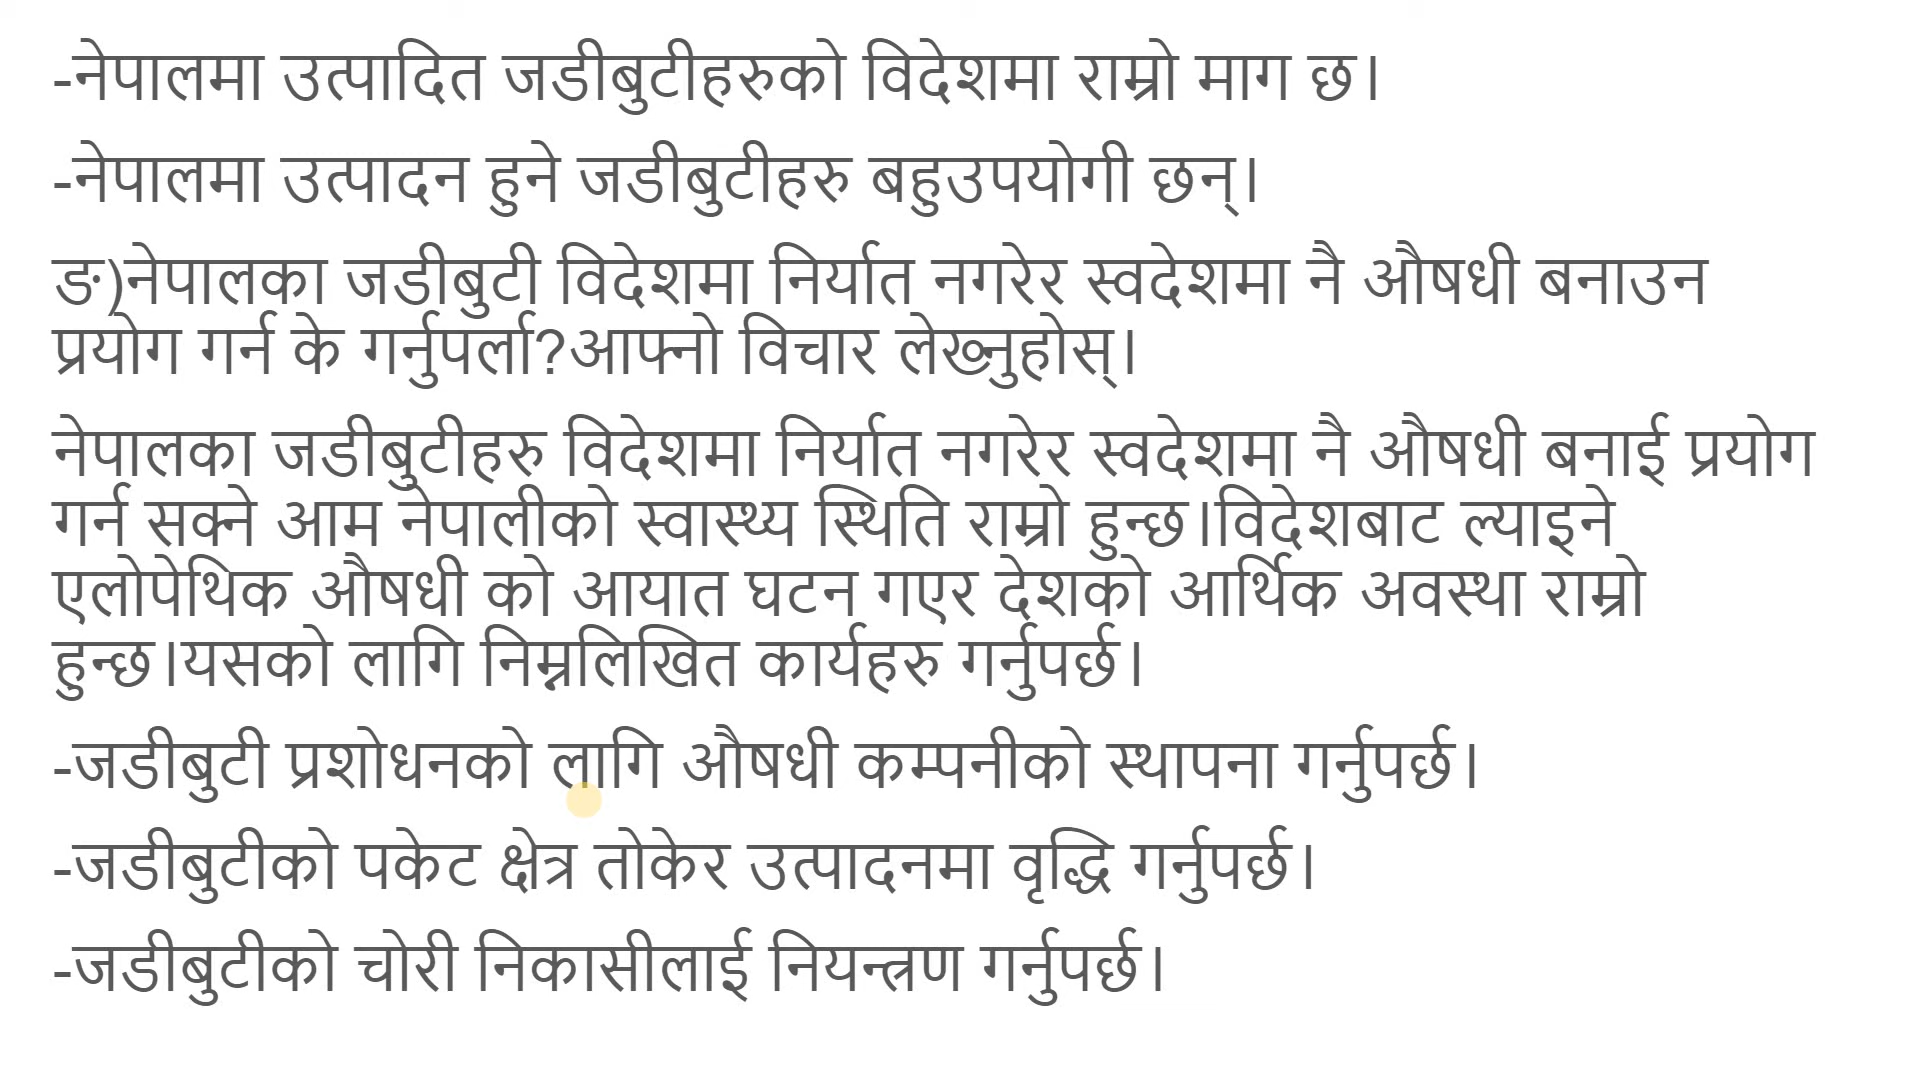 -नेपालमा उत्पादित जडीबुटीहरुको विदेशमा राम्रो माग छ।
-नेपालमा उत्पादन हुने जडीबुटीहरु बहुउपयोगी छन्।
ङ)नेपालका जडीबुटी विदेशमा निर्यात नगरेर स्वदेशमा नै औषधी बनाउन
प्रयोग गर्न के गर्नुपर्ला?आफ्नो विचार लेख्नुहोस्।
नेपालका जडीबुटीहरु विदेशमा निर्यात नगरेर स्वदेशमा नै औषधी बनाई प्रयोग
गर्न सक्ने आम नेपालीको स्वास्थ्य स्थिति राम्रो हुन्छ।विदेशबाट ल्याइने
एलोपेथिक औषधी को आयात घटन गएर देशको आर्थिक अवस्था राम्रो
हुन्छ।यसको लागि निम्नलिखित कार्यहरु गर्नुपर्छ।
-जडीबुटी प्रशोधनको लागि औषधी कम्पनीको स्थापना गर्नुपर्छ।
-जडीबुटीको पकेट क्षेत्र तोकेर उत्पादनमा वृद्धि गर्नुपर्छ।
-जडीबुटीको चोरी निकासीलाई नियन्त्रण गर्नुपर्छ।